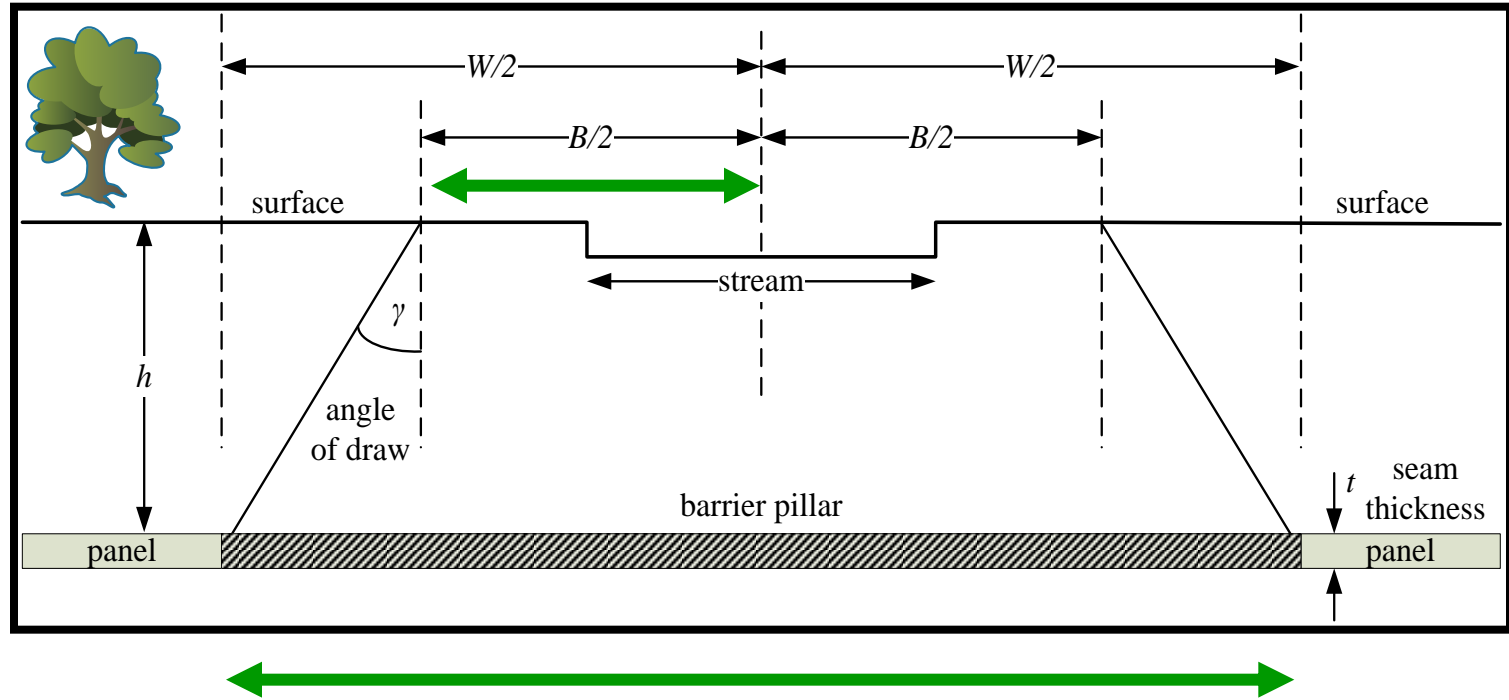 W/2
W/2
B/2
B/2
surface
surface
stream
γ
h
angle
of draw
barrier pillar
t
seam
thickness
panel
panel